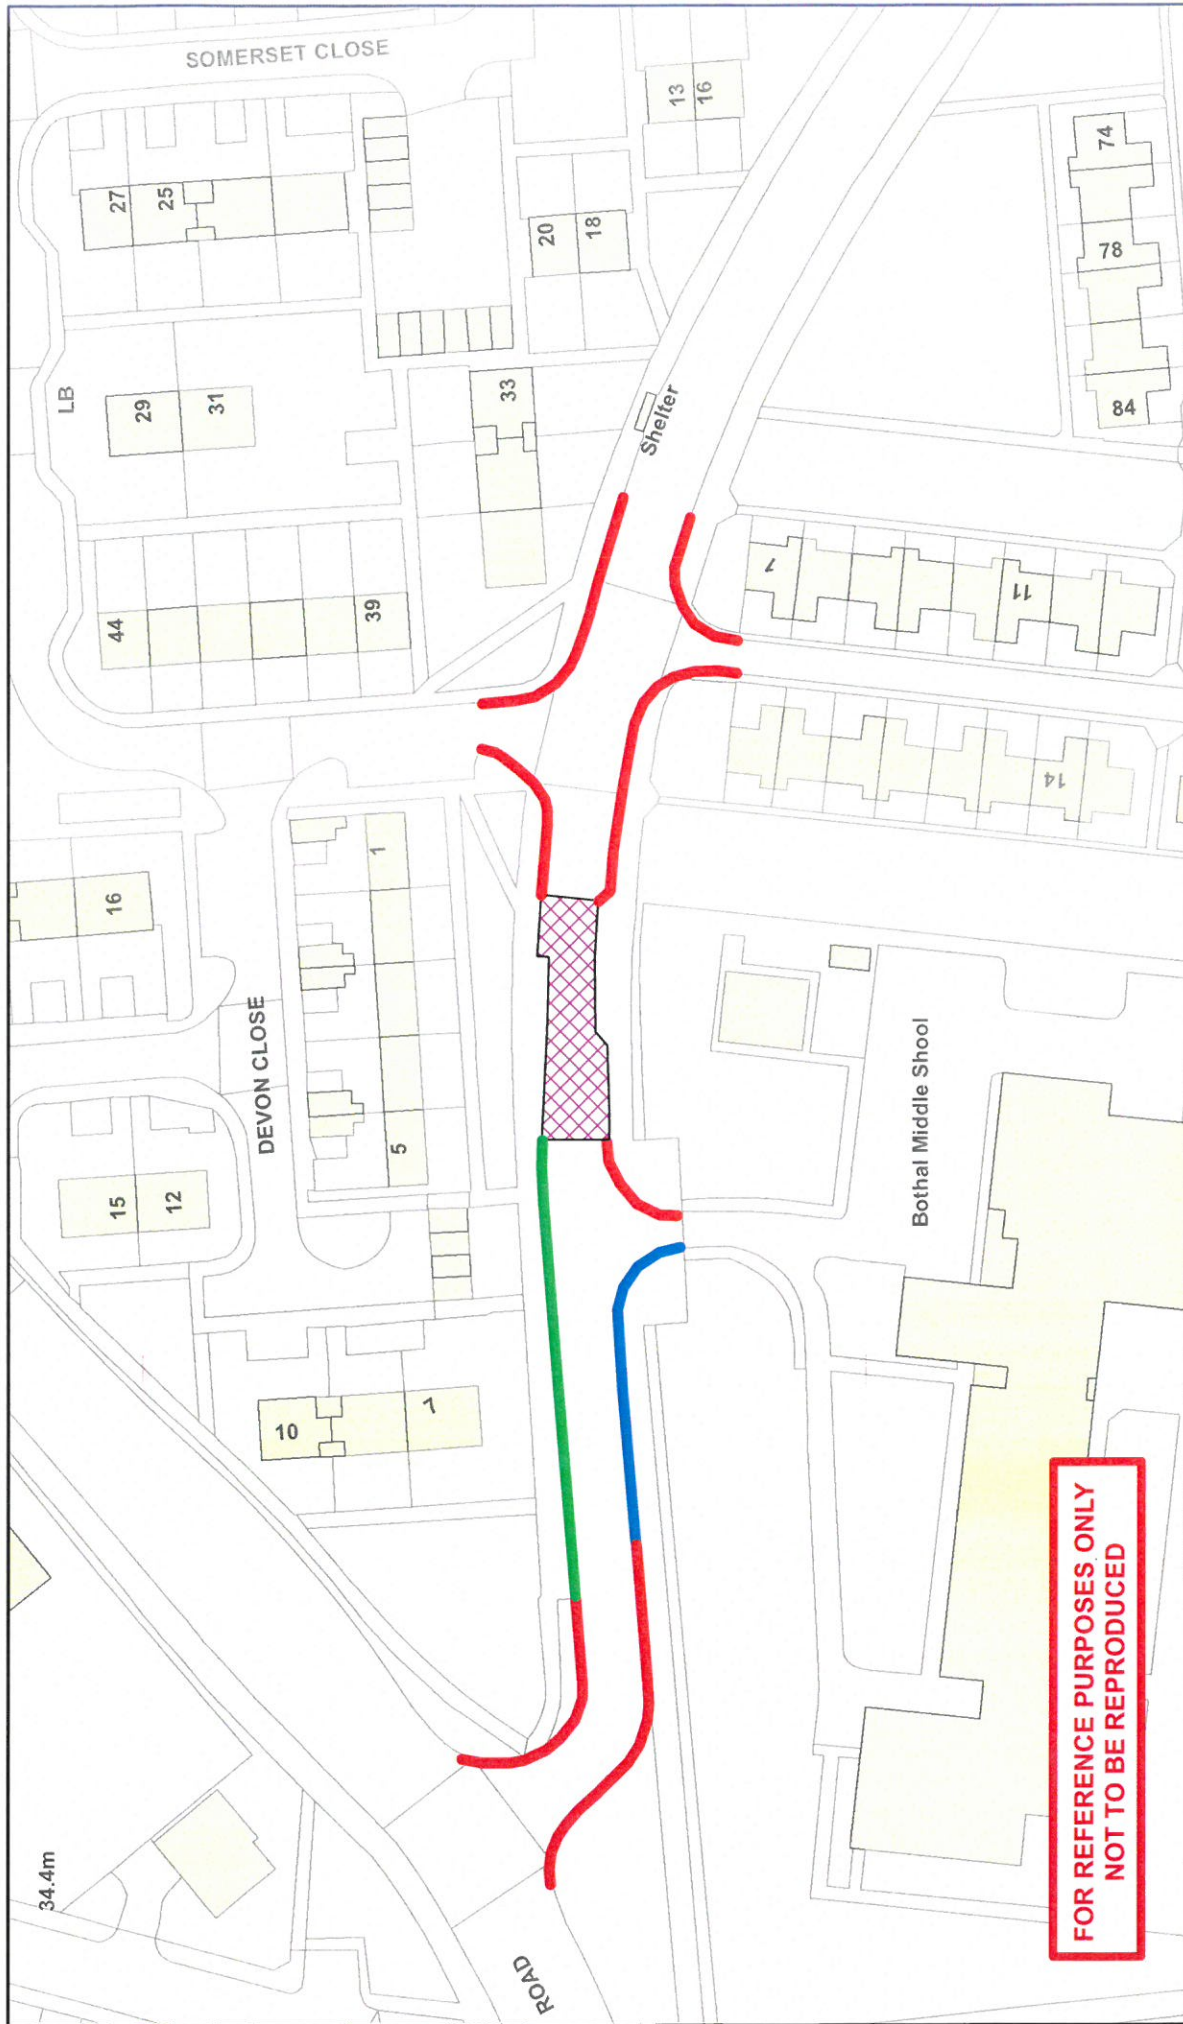 SOMERSET CLOSE
13
16
27
25
20
18
74
78
84
LB
29
31
33
Shelter
44
39
7
11
14
16
1
DEVON CLOSE
5
15
12
Bothal Middle Shool
10
7
34.4m
ROAD
FOR REFERENCE PURPOSES ONLY
NOT TO BE REPRODUCED